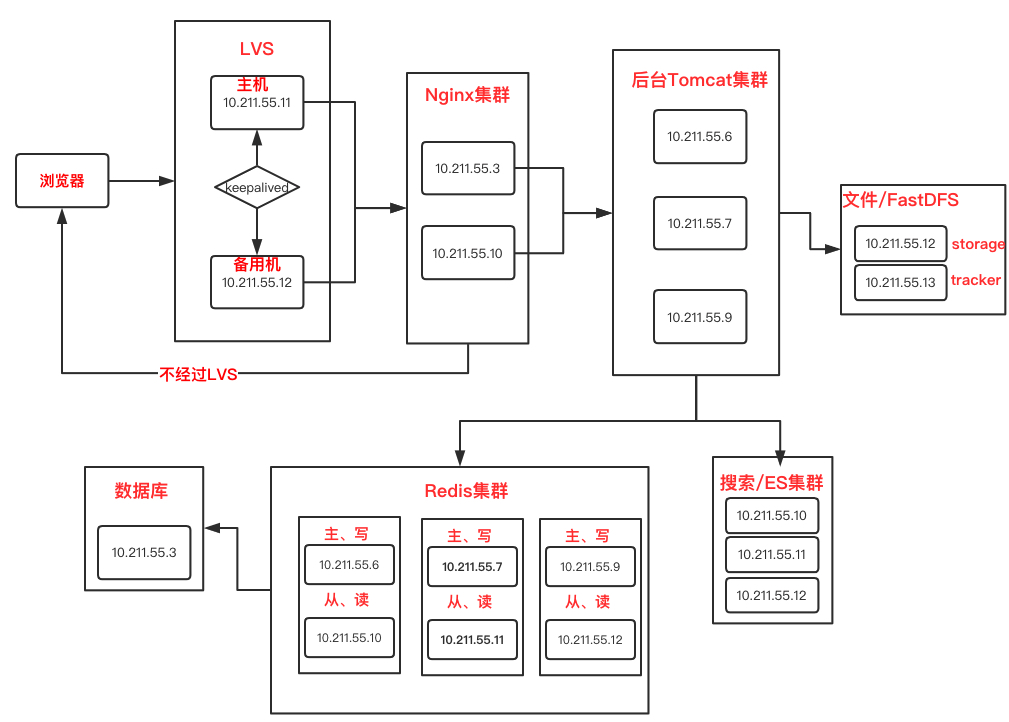 浏览器
LVS
主机
10.211.55.11
keepalived
备用机
10.211.55.12
不经过LVS
Nginx集群
10.211.55.3
10.211.55.10
后台Tomcat集群
10.211.55.6
10.211.55.7
10.211.55.9
文件/FastDFS
10.211.55.12 storage
10.211.55.13 tracker
数据库
10.211.55.3
Redis集群
主、写
10.211.55.6
从、读
10.211.55.10
主、写
10.211.55.7
从、读
10.211.55.11
主、写
10.211.55.9
从、读
10.211.55.12
搜索/ES集群
10.211.55.10
10.211.55.11
10.211.55.12